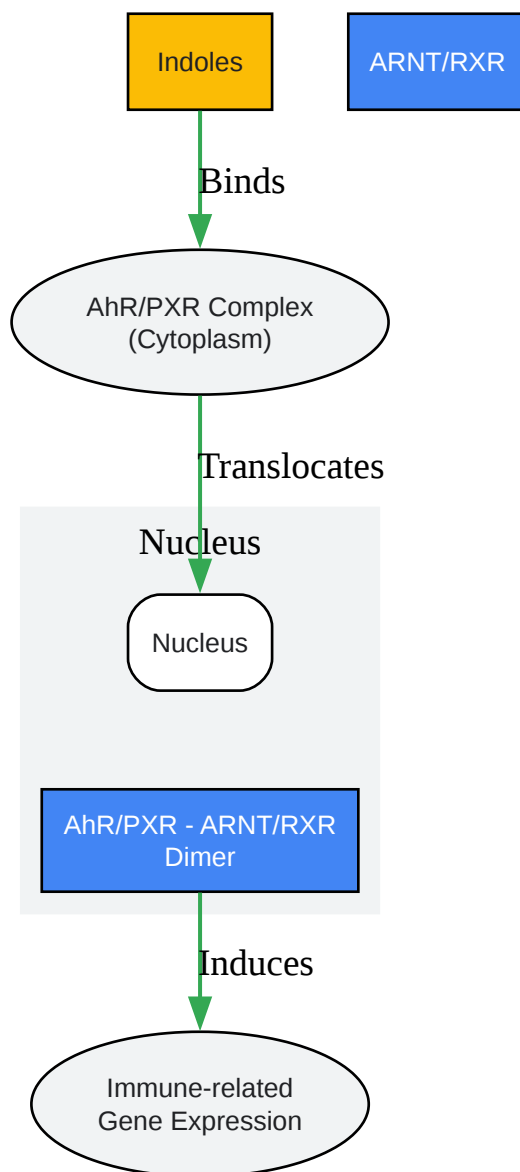 Indoles
ARNT/RXR
Binds
AhR/PXR Complex
(Cytoplasm)
Translocates
Nucleus
Nucleus
AhR/PXR - ARNT/RXR
Dimer
Induces
Immune-related
Gene Expression